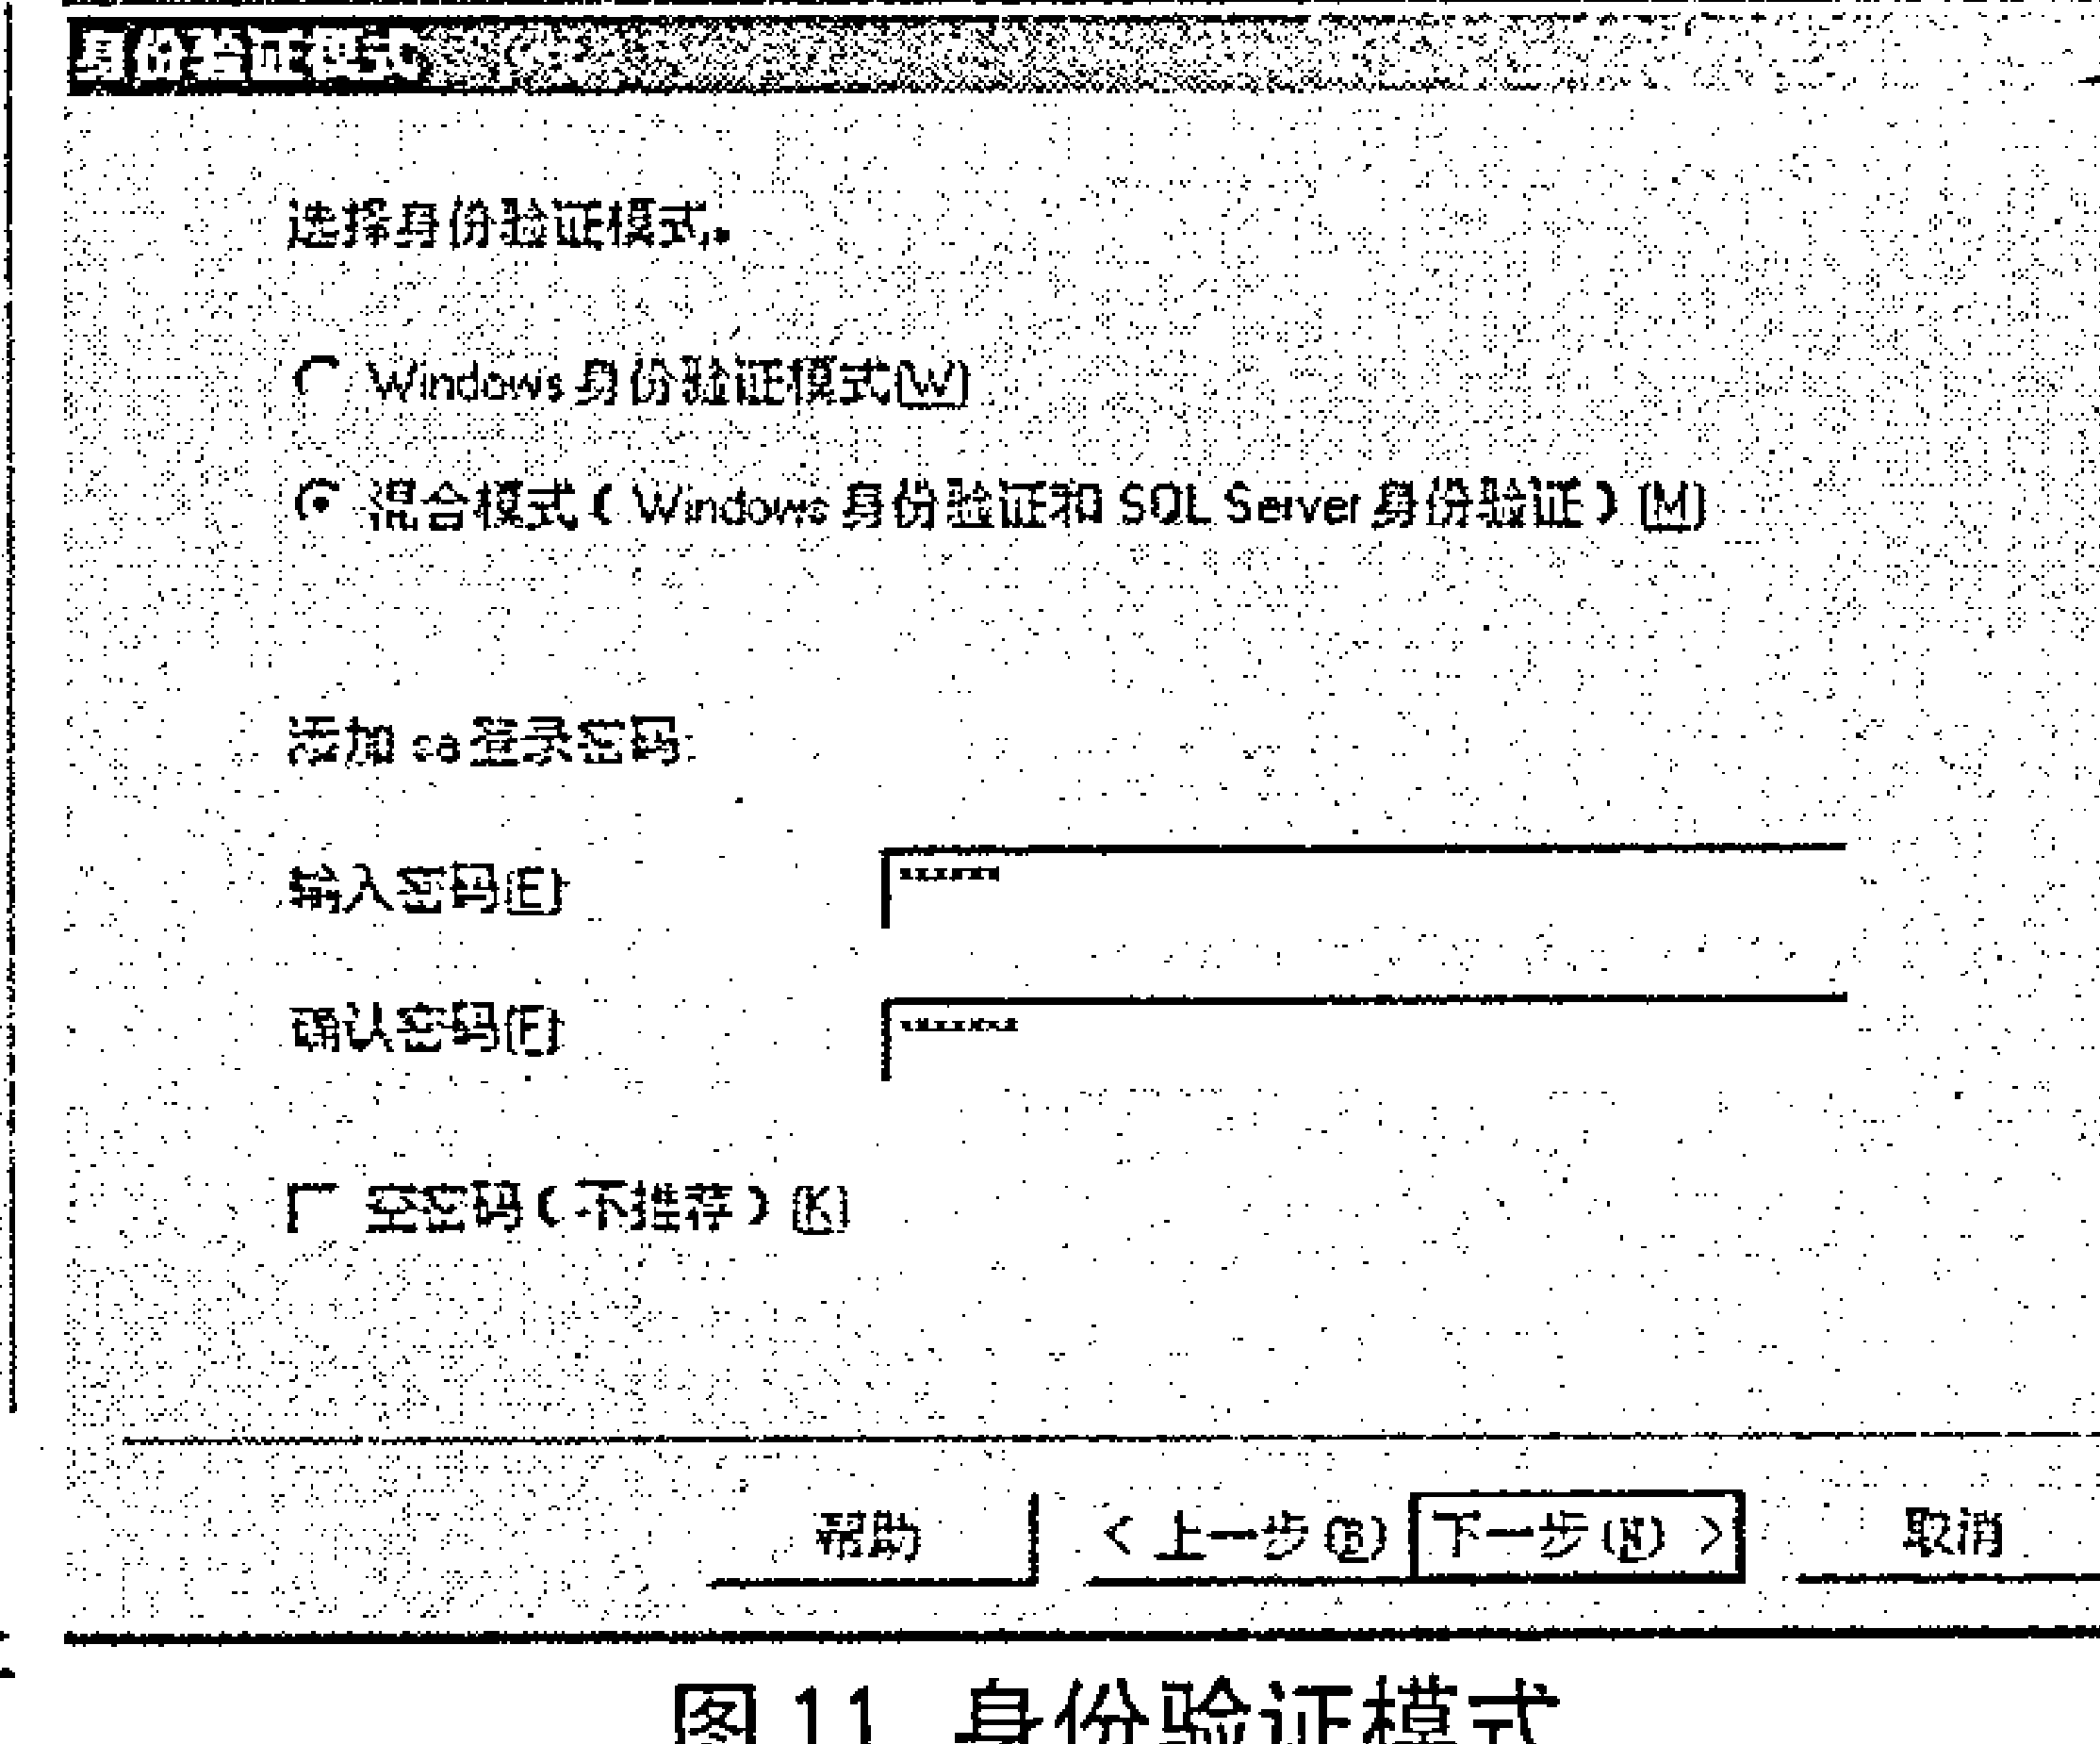 身份验证模式
选择身份验证模式。
Windows 身份验证模式(W)
混合模式(Windows 身份验证和 SQL Server 身份验证)(M)
添加 sa 登录密码:
输入密码(E)
******
确认密码(F)
*******
空密码(不推荐)(K)
帮助 < 上一步(B) 下一步(N) > 取消
图 11 身份验证模式